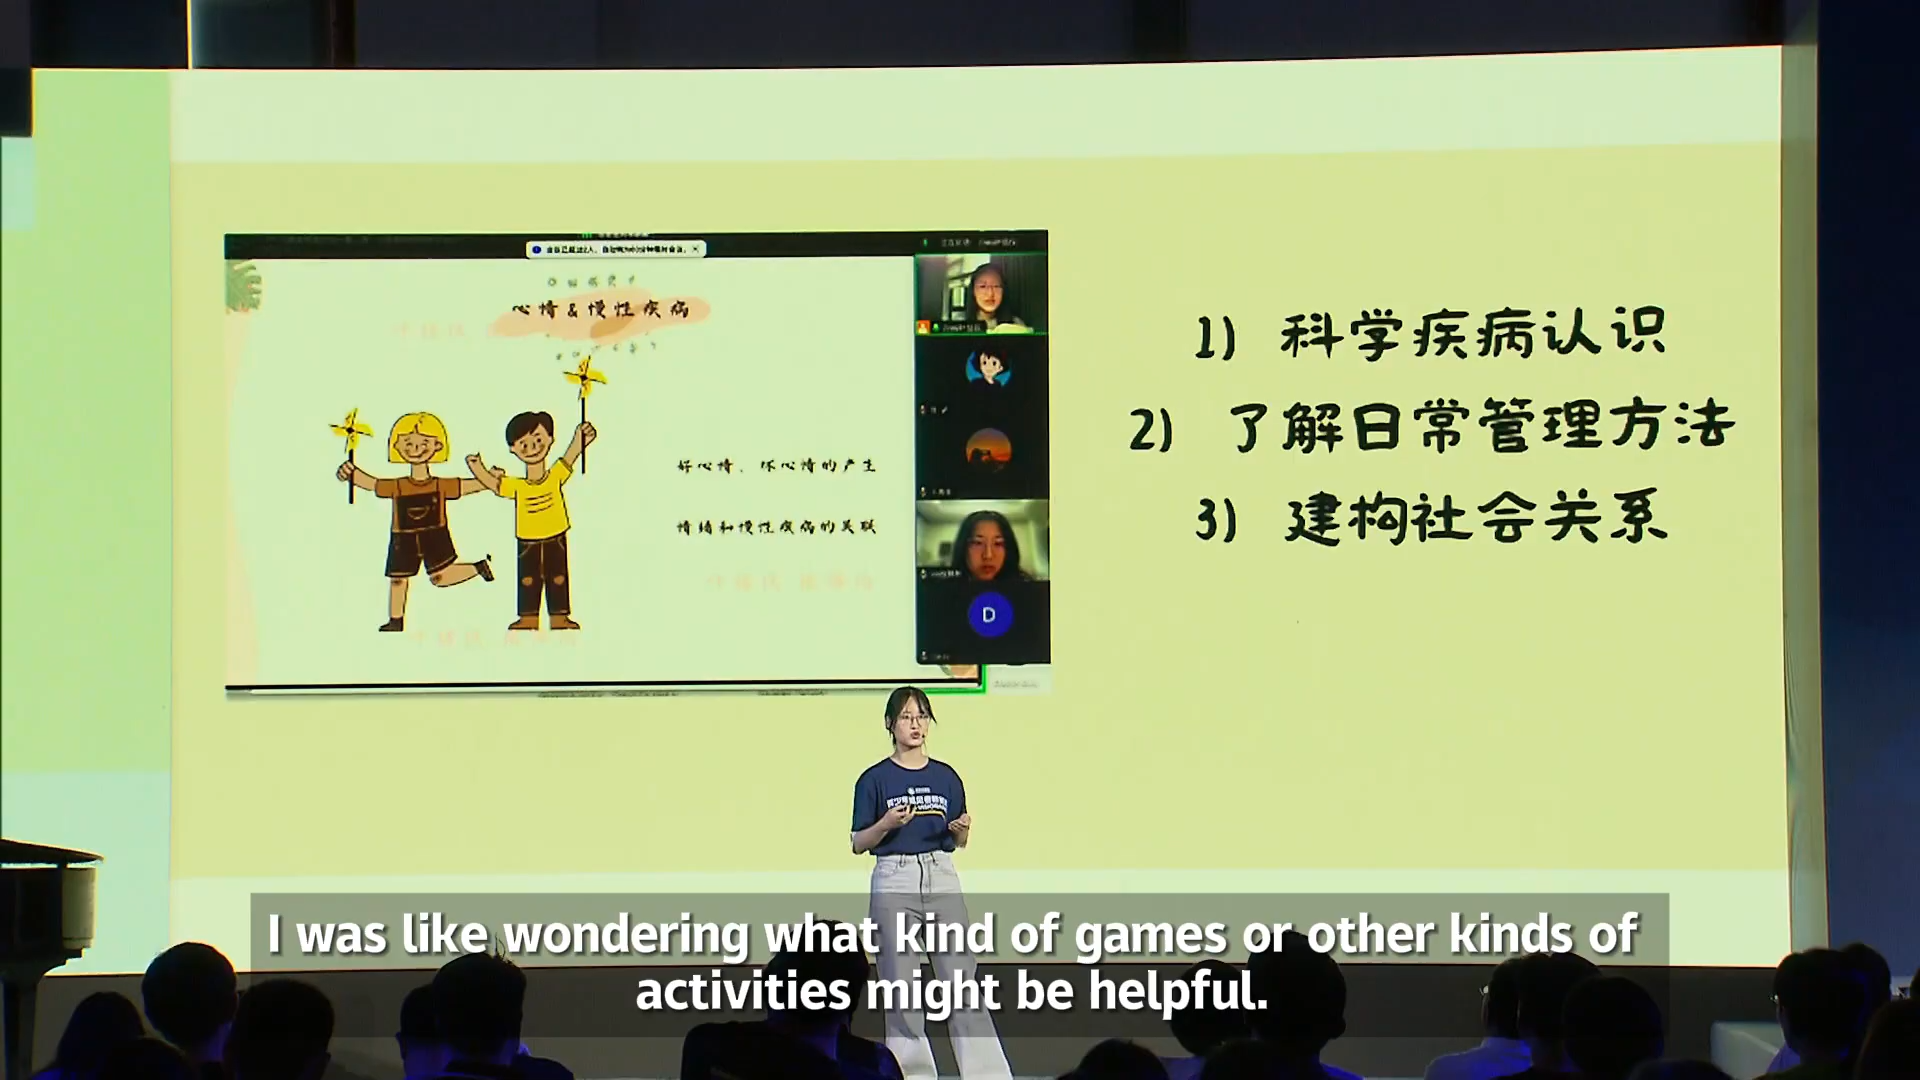 心情&慢性疾病
好心情、坏心情的产生
情绪和慢性疾病的关联
D
1) 科学疾病认识
2) 了解日常管理方法
3) 建构社会关系
I was like wondering what kind of games or other kinds of
activities might be helpful.